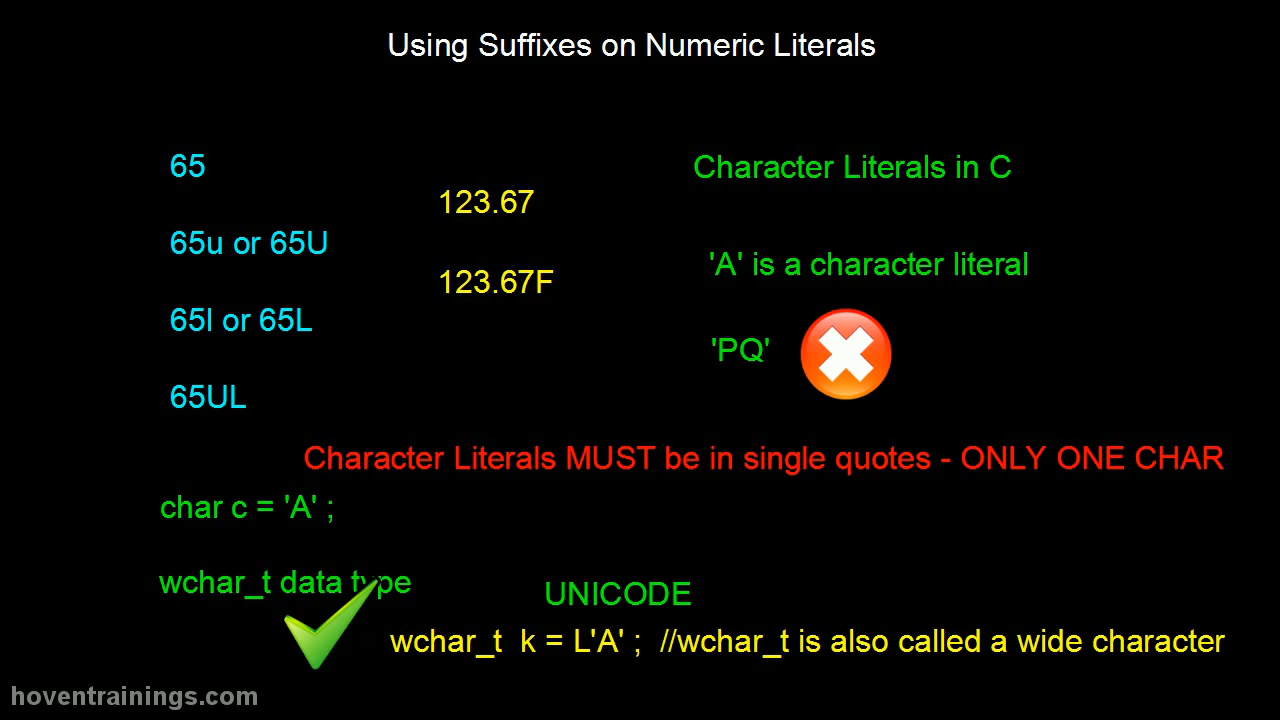 Using Suffixes on Numeric Literals
65
123.67
65u or 65U
123.67F
65l or 65L
65UL
Character Literals in C
'A' is a character literal
'PQ'
Character Literals MUST be in single quotes - ONLY ONE CHAR
char c = 'A' ;
wchar_t data type
UNICODE
wchar_t k = L'A' ; //wchar_t is also called a wide character
hoventrainings.com